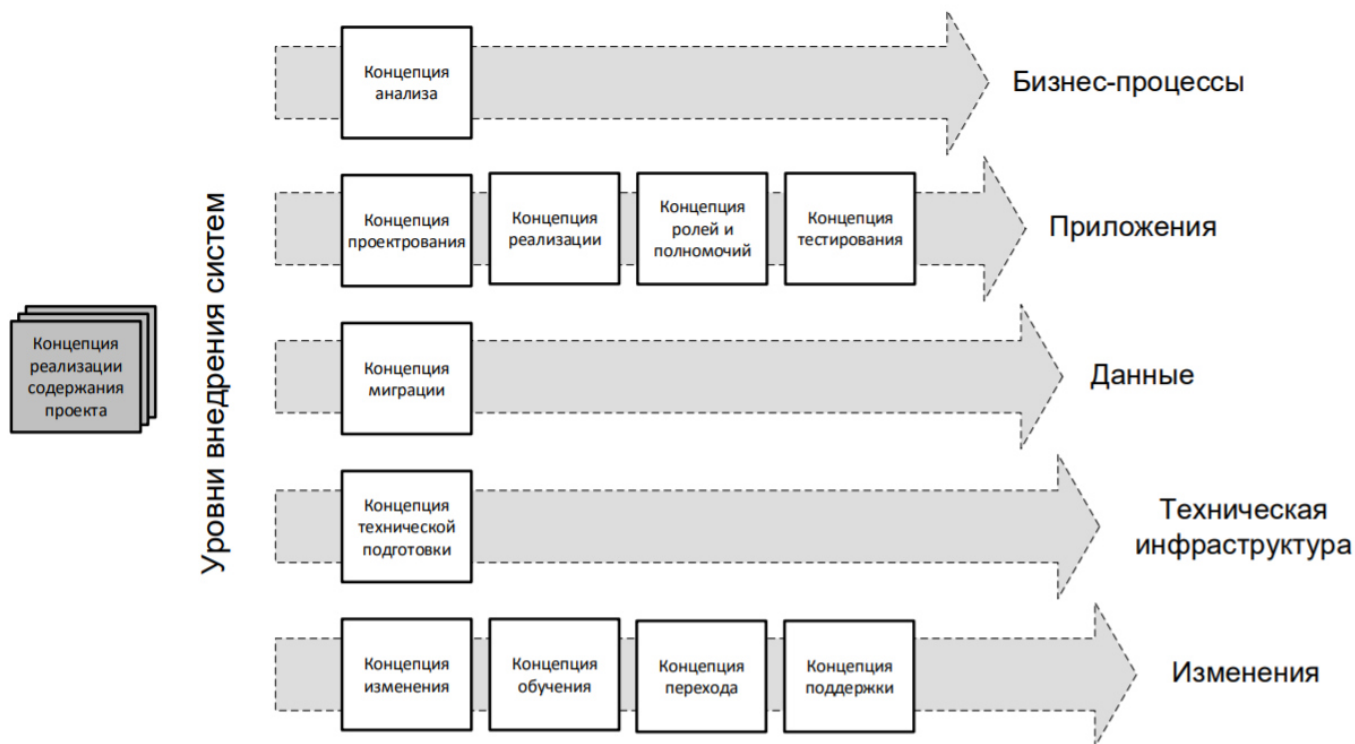 Концепция
анализа
Бизнес-процессы
Концепция
проектрования
Концепция
реализации
Концепция
ролей и
полномочий
Концепция
тестирования
Приложения
Концепция
реализации
содержания
проекта
Уровни внедрения систем
Концепция
миграции
Данные
Концепция
технической
подготовки
Техническая
инфраструктура
Концепция
изменения
Концепция
обучения
Концепция
перехода
Концепция
поддержки
Изменения